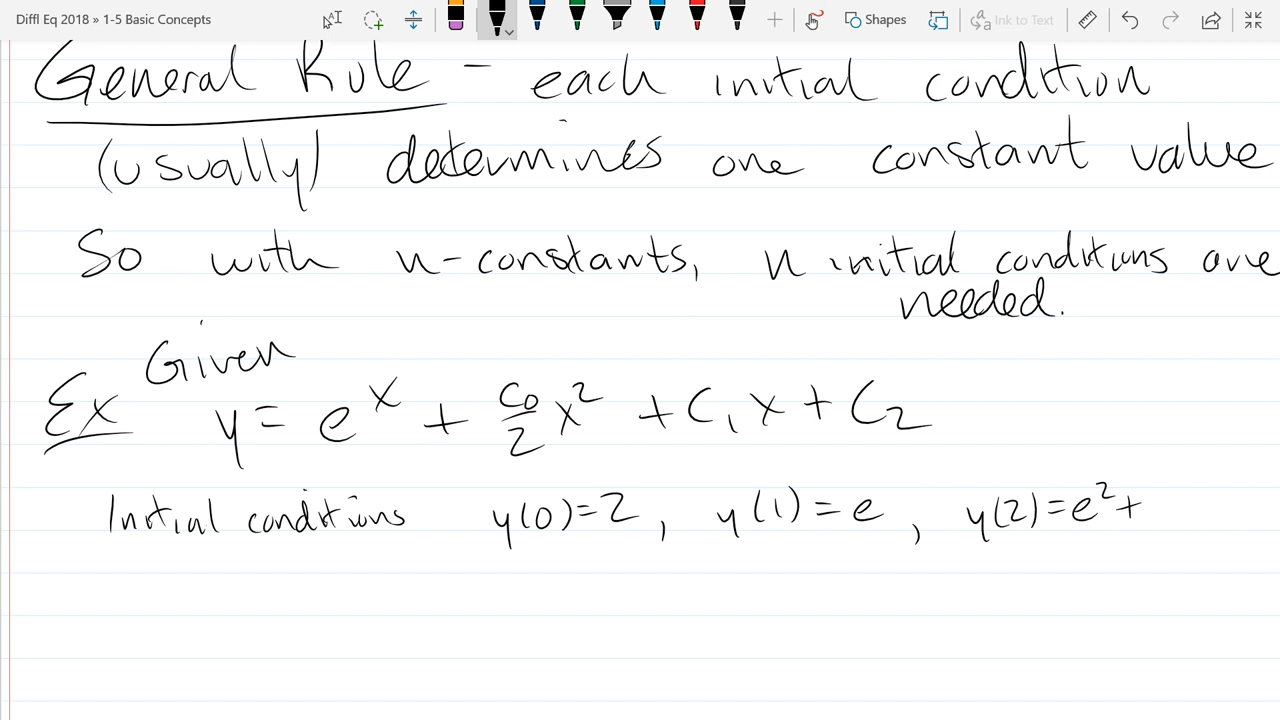 Diffl Eq 2018 » 1-5 Basic Concepts
Shapes
Ink to Text
General Rule - each initial condition
(usually) determines one constant value
So with n-constants, n initial conditions are
needed.
Given
Ex y = e^x + C₀/2 x² + C₁x + C₂
Initial conditions y(0)=2, y(1)=e, y(2)=e²+